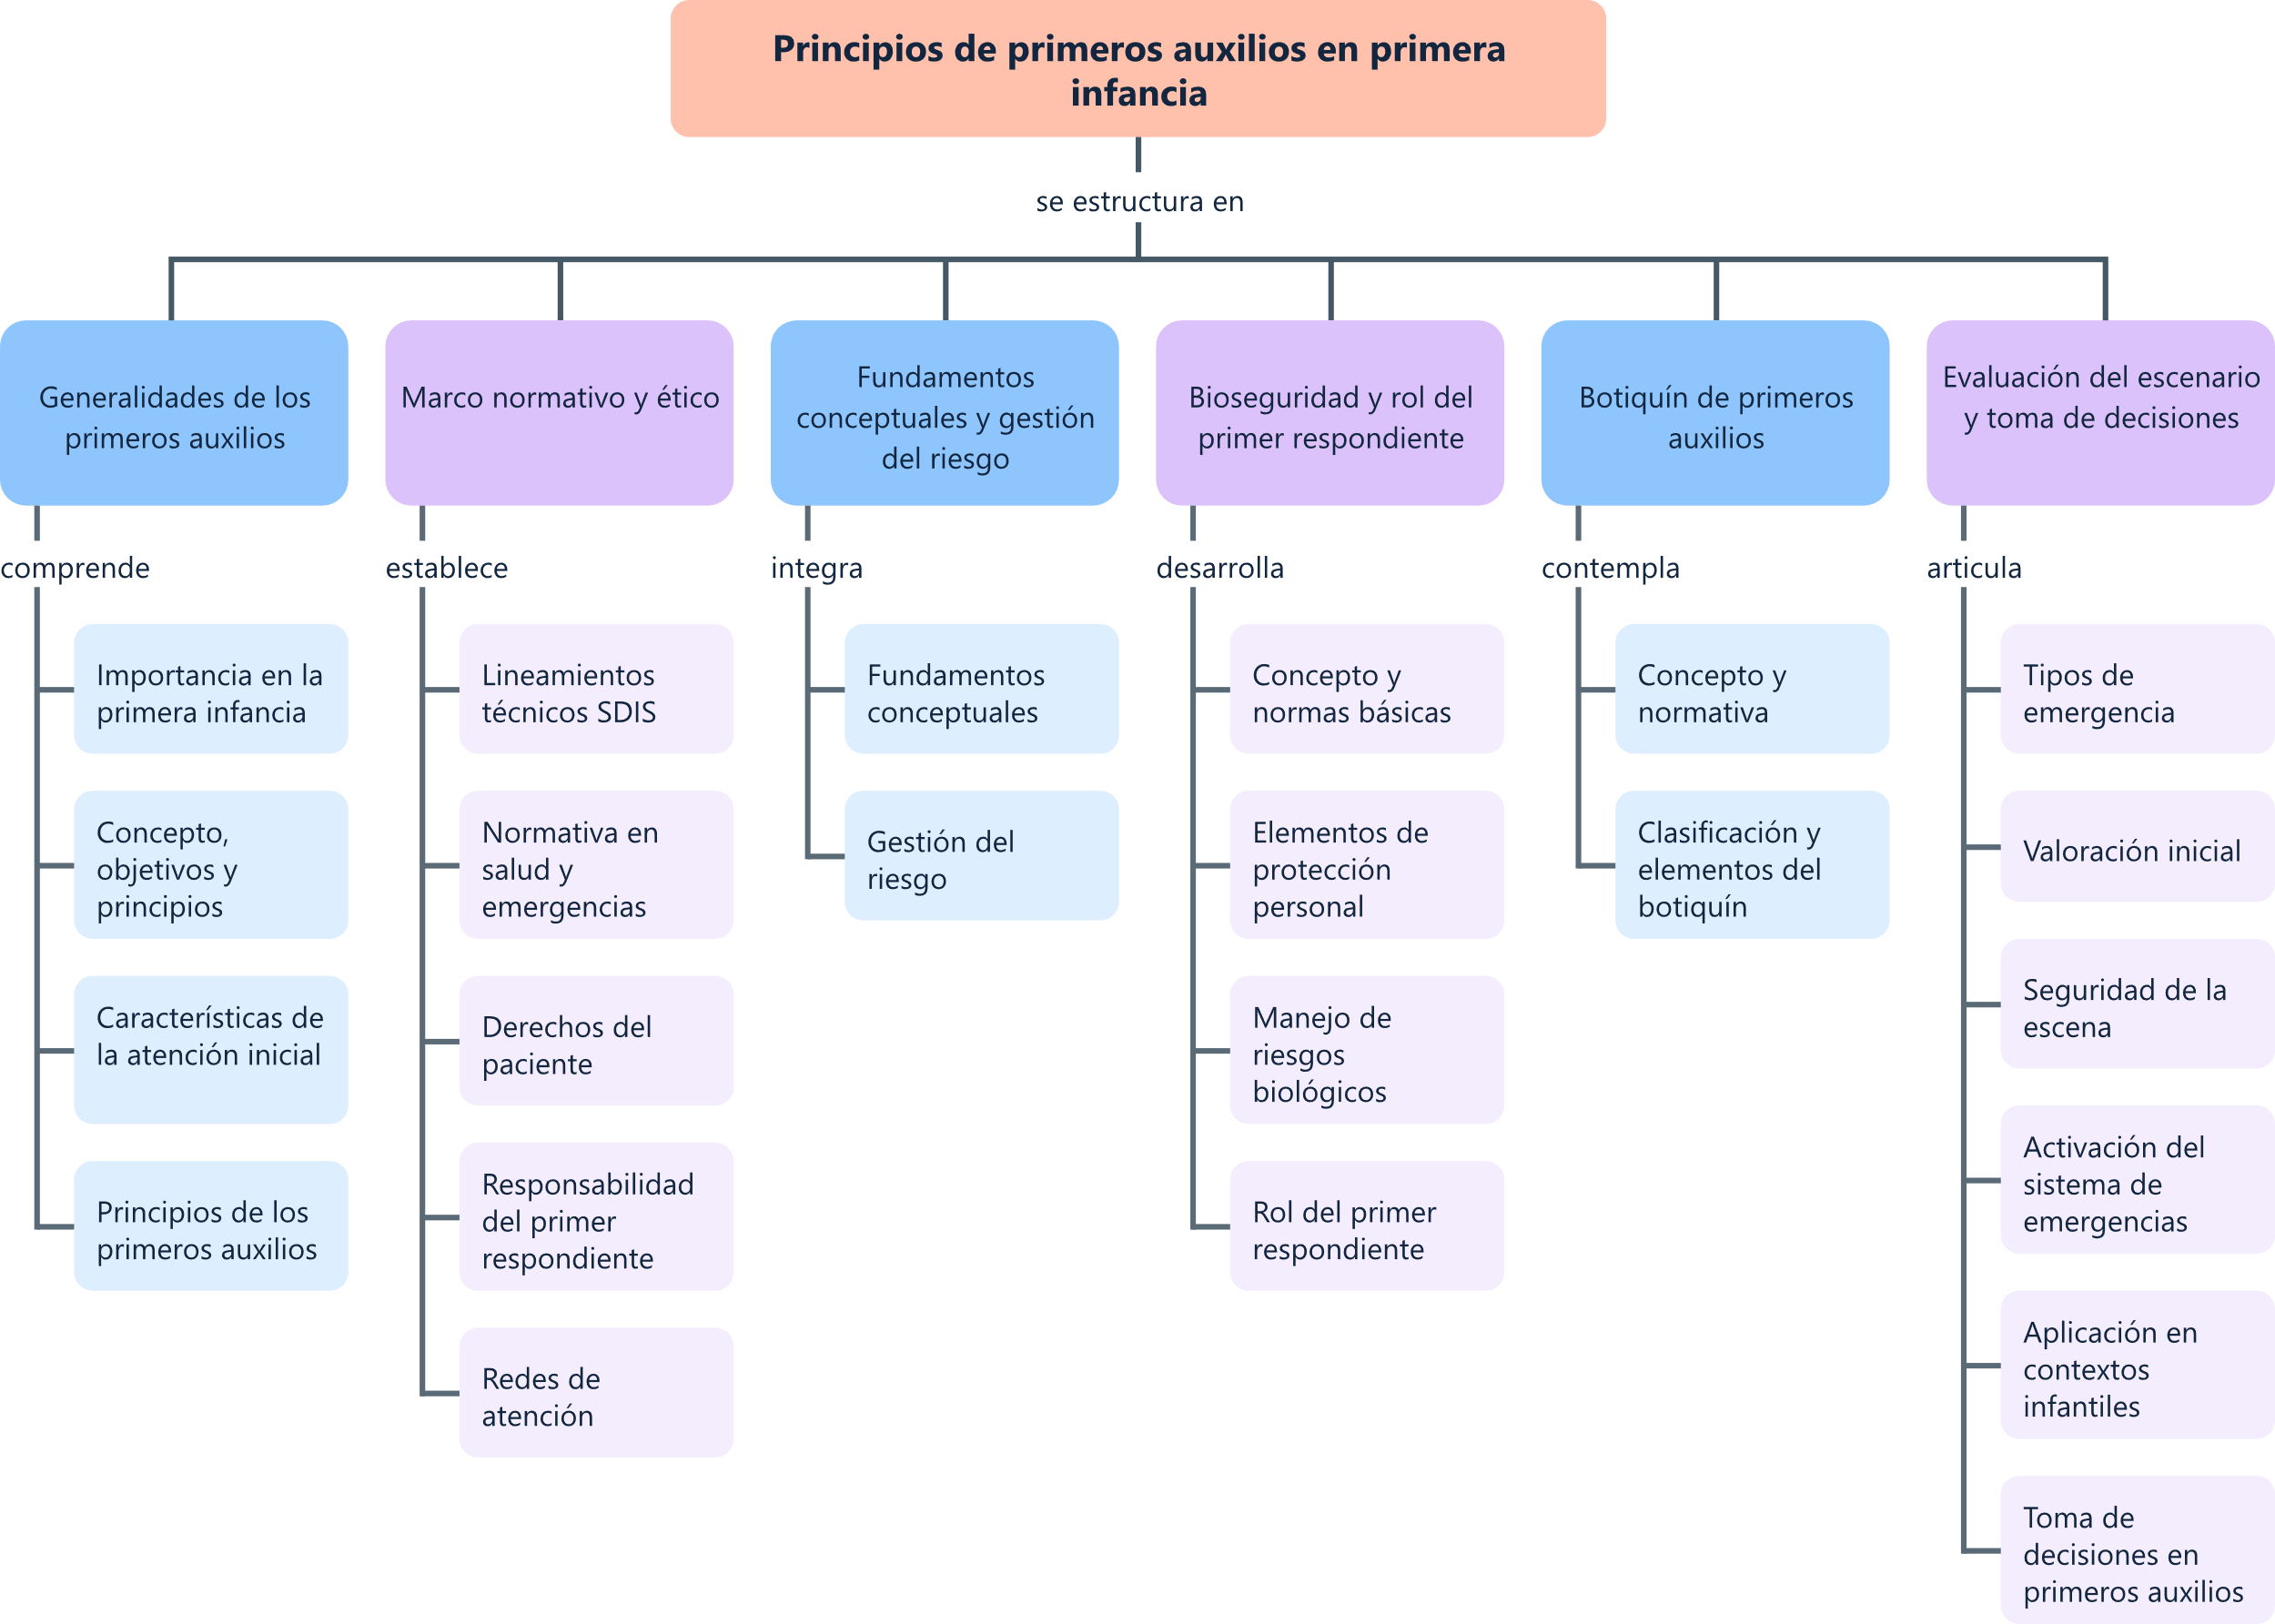 Principios de primeros auxilios en primera
infancia
se estructura en
Generalidades de los
primeros auxilios
Marco normativo y ético
Fundamentos
conceptuales y gestión
del riesgo
Bioseguridad y rol del
primer respondiente
Botiquín de primeros
auxilios
Evaluación del escenario
y toma de decisiones
comprende
Importancia en la
primera infancia
Concepto,
objetivos y
principios
Características de
la atención inicial
Principios de los
primeros auxilios
establece
Lineamientos
técnicos SDIS
Normativa en
salud y
emergencias
Derechos del
paciente
Responsabilidad
del primer
respondiente
Redes de
atención
integra
Fundamentos
conceptuales
Gestión del
riesgo
desarrolla
Concepto y
normas básicas
Elementos de
protección
personal
Manejo de
riesgos
biológicos
Rol del primer
respondiente
contempla
Concepto y
normativa
Clasificación y
elementos del
botiquín
articula
Tipos de
emergencia
Valoración inicial
Seguridad de la
escena
Activación del
sistema de
emergencias
Aplicación en
contextos
infantiles
Toma de
decisiones en
primeros auxilios